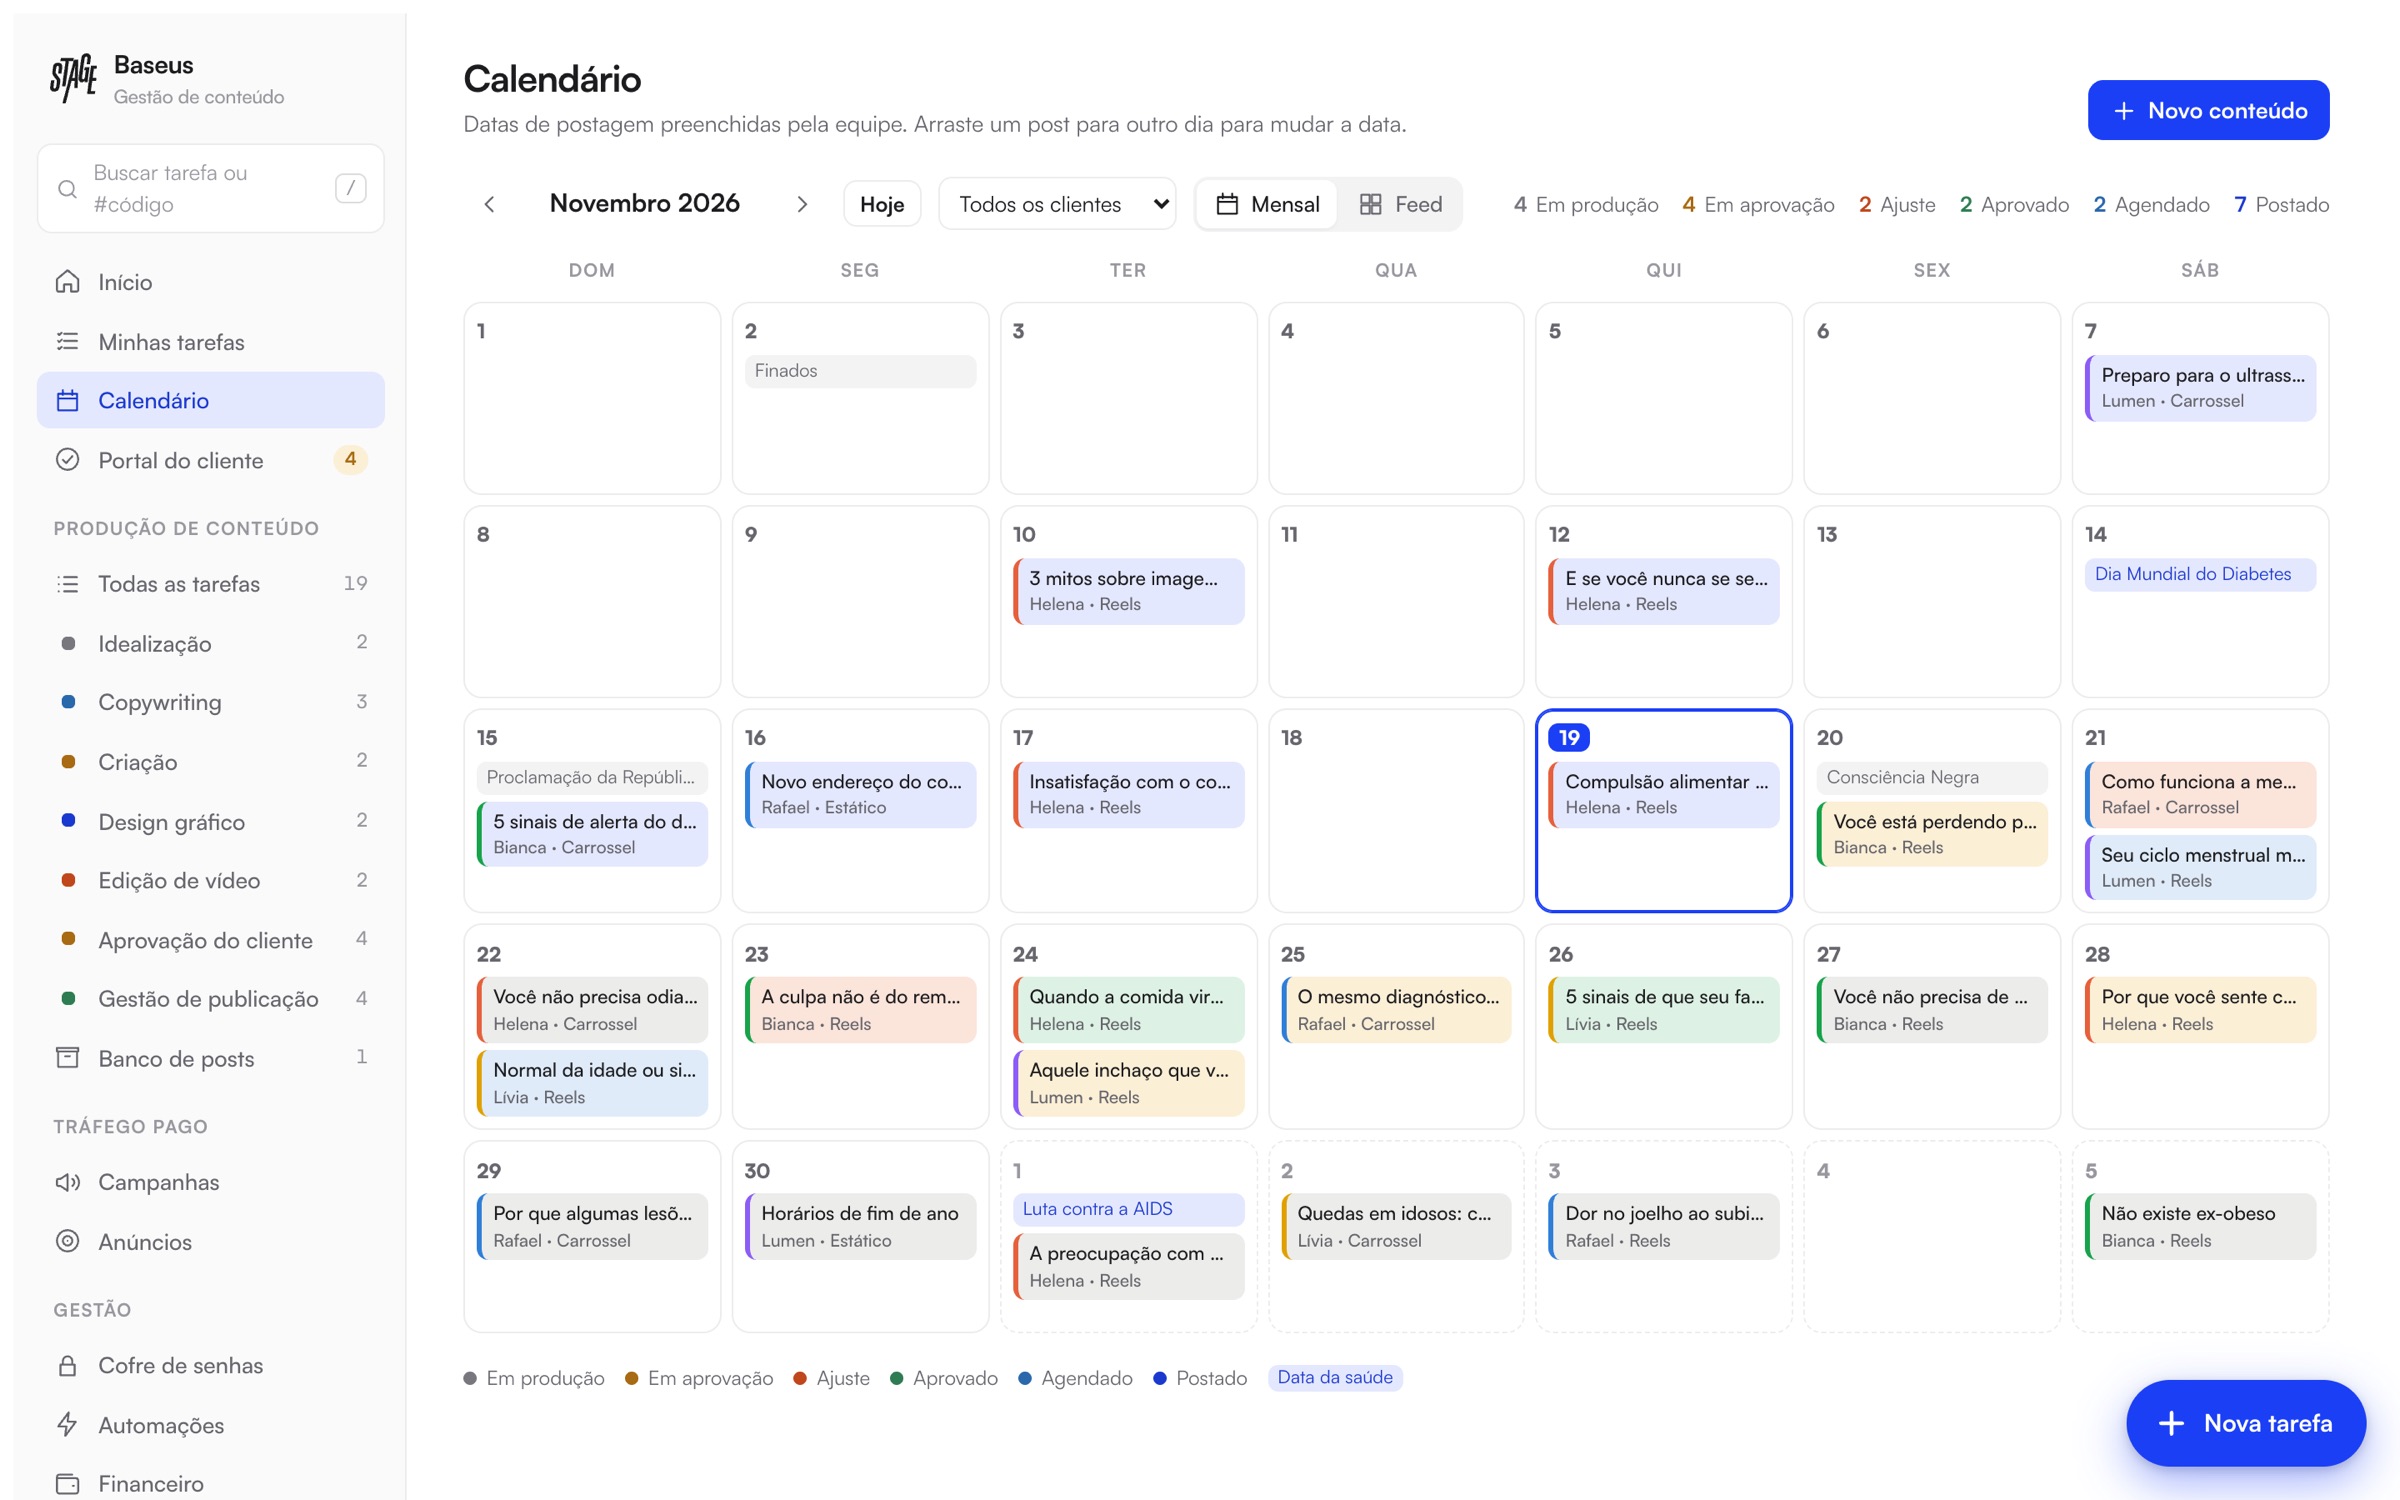 STAGE
Baseus
Gestão de conteúdo
Buscar tarefa ou
#código
/
Início
Minhas tarefas
Calendário
Portal do cliente 4
PRODUÇÃO DE CONTEÚDO
Todas as tarefas 19
Idealização 2
Copywriting 3
Criação 2
Design gráfico 2
Edição de vídeo 2
Aprovação do cliente 4
Gestão de publicação 4
Banco de posts 1
TRÁFEGO PAGO
Campanhas
Anúncios
GESTÃO
Cofre de senhas
Automações
Financeiro
Calendário
Datas de postagem preenchidas pela equipe. Arraste um post para outro dia para mudar a data.
+ Novo conteúdo
Novembro 2026
Hoje
Todos os clientes
Mensal
Feed
4 Em produção 4 Em aprovação 2 Ajuste 2 Aprovado 2 Agendado 7 Postado
DOM SEG TER QUA QUI SEX SÁB
1
2
Finados
3
4
5
6
7
Preparo para o ultrass...
Lumen • Carrossel
8
9
10
3 mitos sobre image...
Helena • Reels
11
12
E se você nunca se se...
Helena • Reels
13
14
Dia Mundial do Diabetes
15
Proclamação da Repúbli...
5 sinais de alerta do d...
Bianca • Carrossel
16
Novo endereço do co...
Rafael • Estático
17
Insatisfação com o co...
Helena • Reels
18
19
Compulsão alimentar ...
Helena • Reels
20
Consciência Negra
Você está perdendo p...
Bianca • Reels
21
Como funciona a me...
Rafael • Carrossel
Seu ciclo menstrual m...
Lumen • Reels
22
Você não precisa odia...
Helena • Carrossel
Normal da idade ou si...
Lívia • Reels
23
A culpa não é do rem...
Bianca • Reels
24
Quando a comida vir...
Helena • Reels
Aquele inchaço que v...
Lumen • Reels
25
O mesmo diagnóstico...
Rafael • Carrossel
26
5 sinais de que seu fa...
Lívia • Reels
27
Você não precisa de ...
Bianca • Reels
28
Por que você sente c...
Helena • Reels
29
Por que algumas lesõ...
Rafael • Carrossel
30
Horários de fim de ano
Lumen • Estático
1
Luta contra a AIDS
A preocupação com ...
Helena • Reels
2
Quedas em idosos: c...
Lívia • Carrossel
3
Dor no joelho ao subi...
Rafael • Reels
4
5
Não existe ex-obeso
Bianca • Reels
Em produção Em aprovação Ajuste Aprovado Agendado Postado Data da saúde
+ Nova tarefa